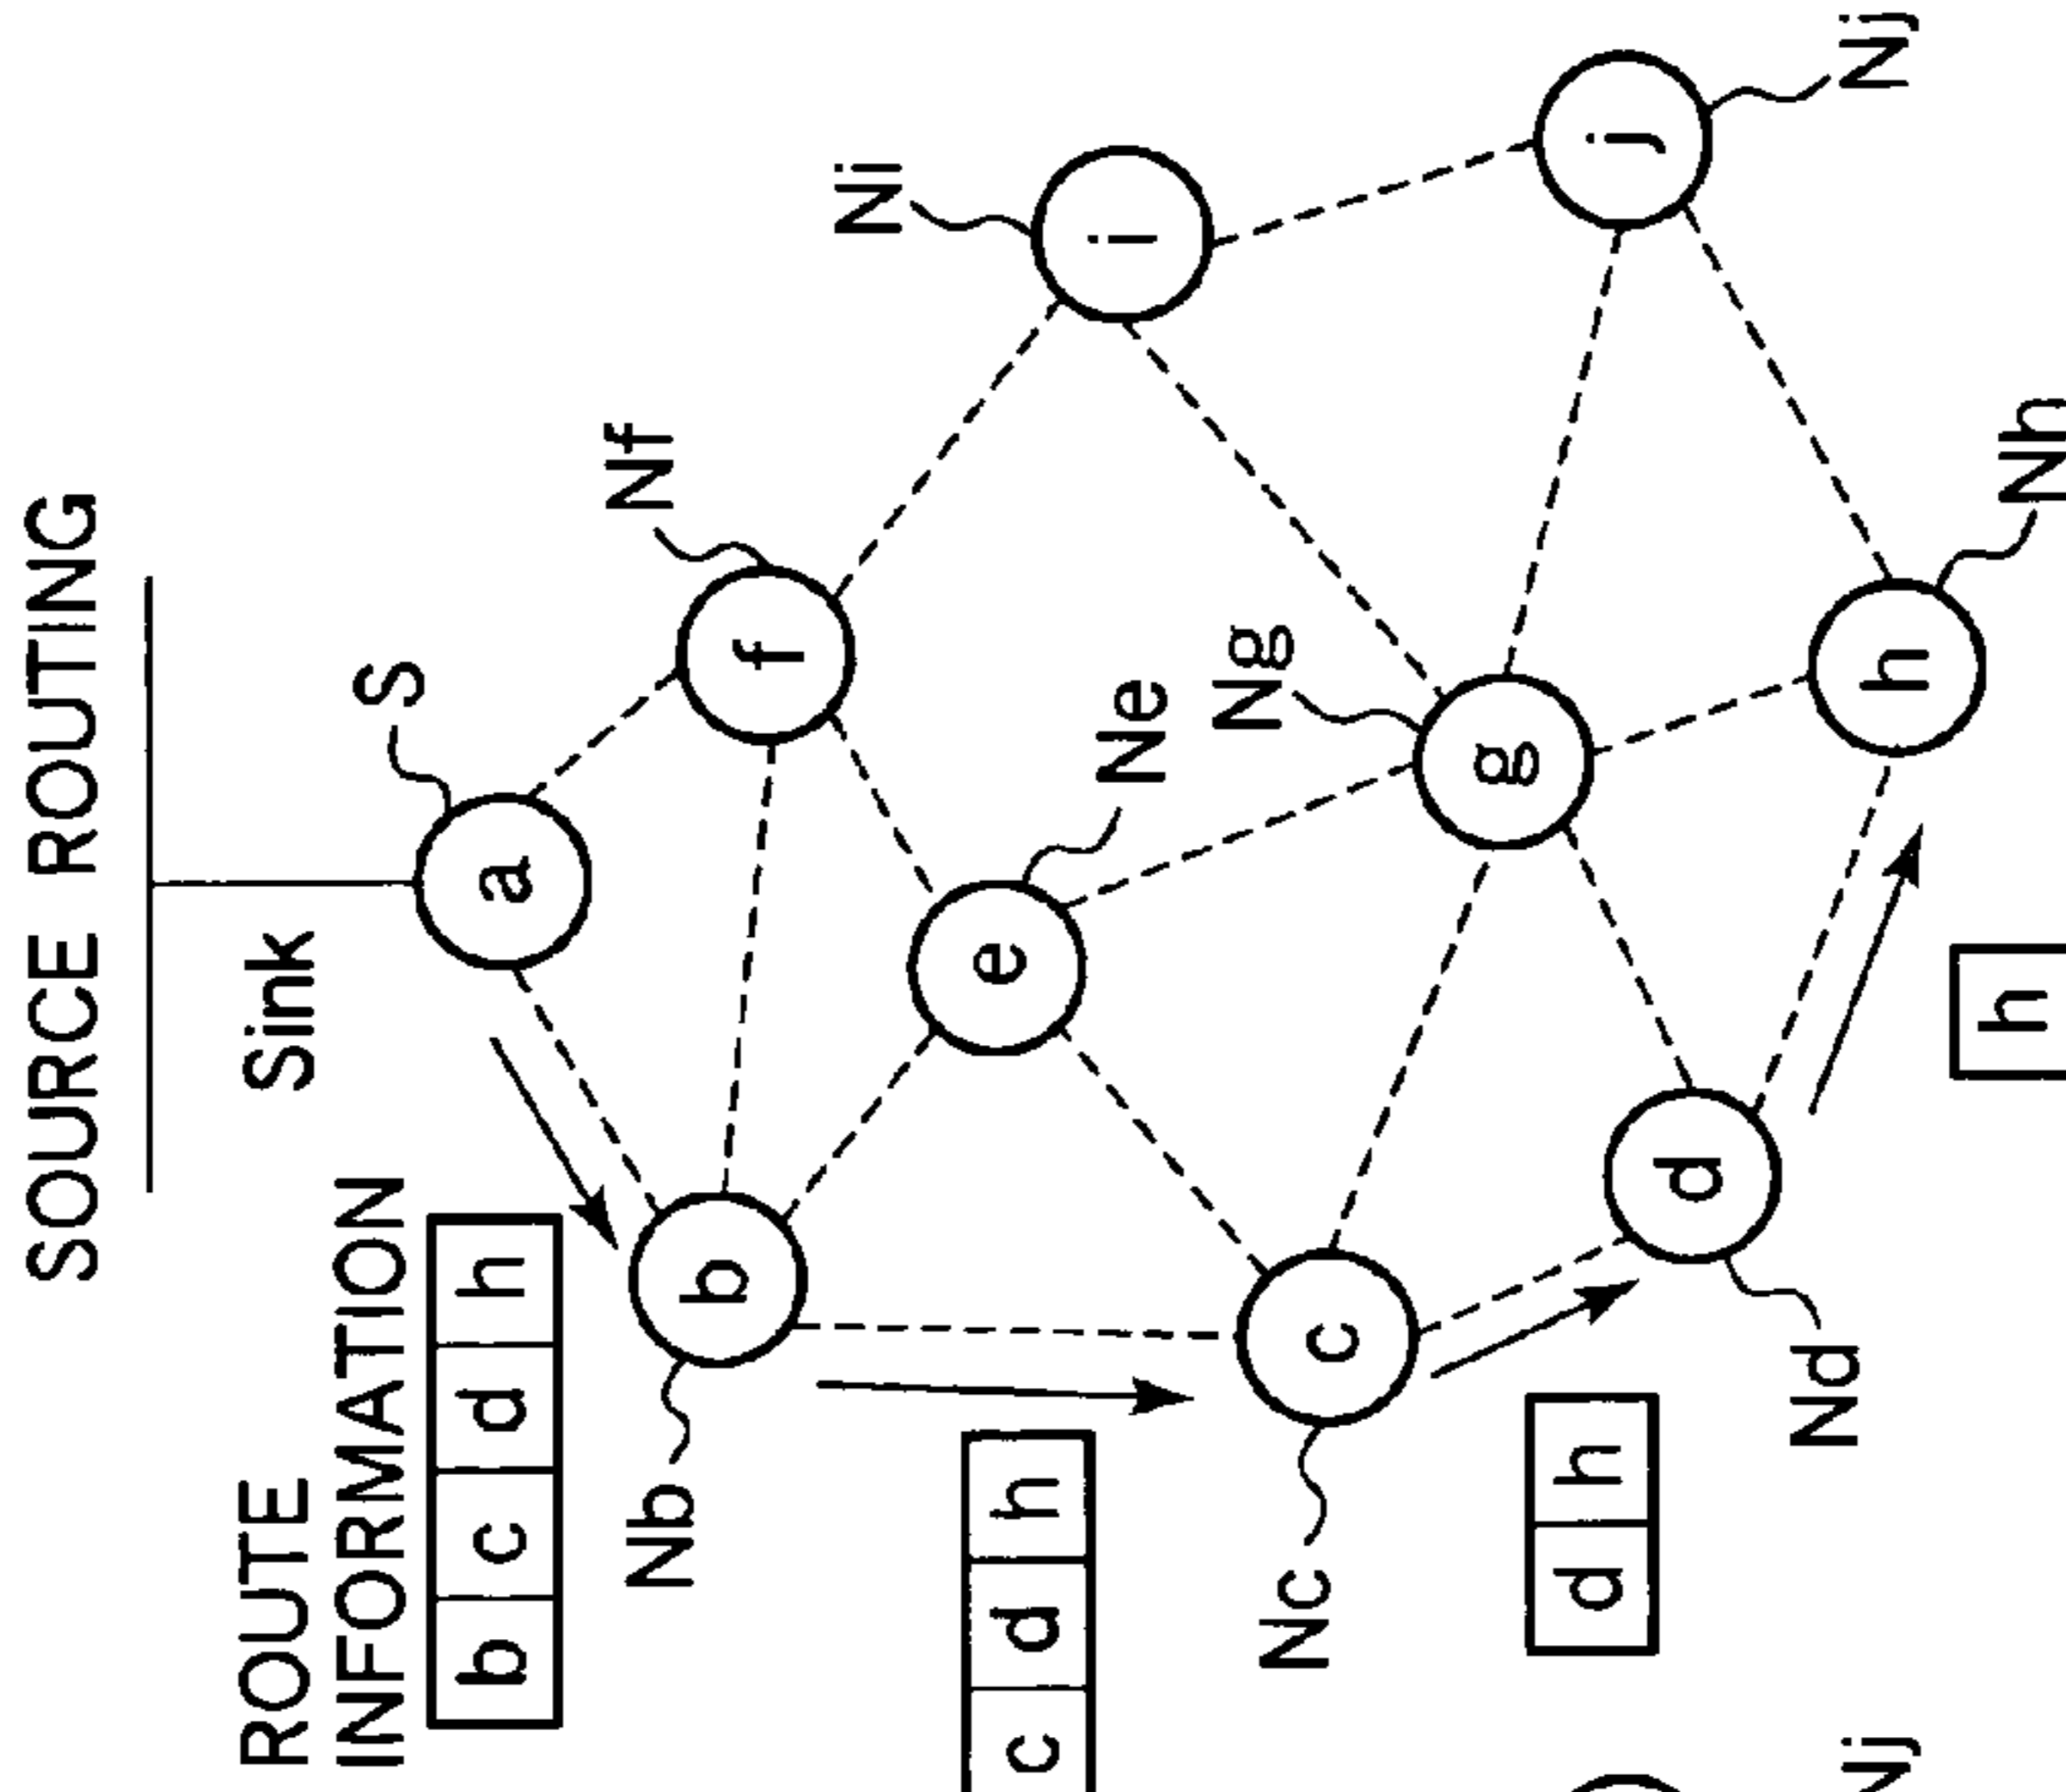 SOURCE ROUTING
Sink
S
ROUTE
INFORMATION
b c d h
a
Nf
f
Ni
i
Nb
b
Ne
e
Ng
g
Nj
j
c d h
Nc
c
d h
Nd
d
h
Nh
h
Nj